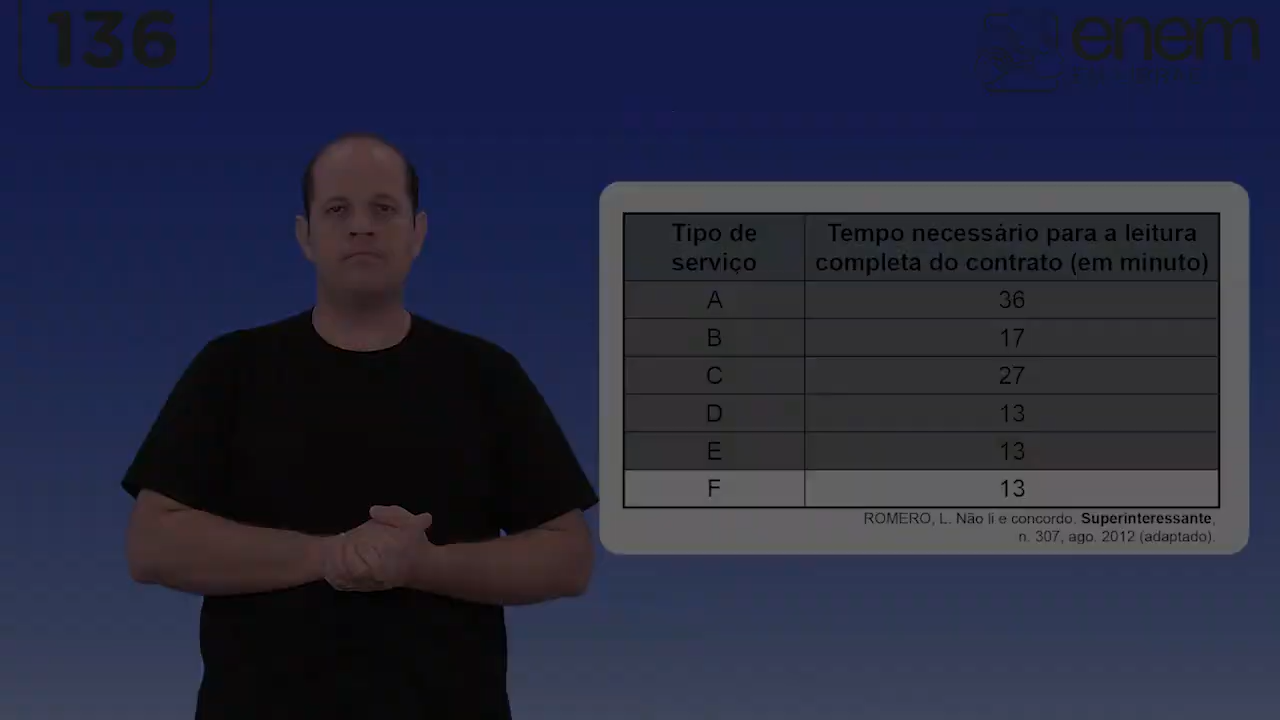 136
enem
Tipo de serviço
Tempo necessário para a leitura completa do contrato (em minuto)
A 36
B 17
C 27
D 13
E 13
F 13
ROMERO, L. Não li e concordo. Superinteressante,
n. 307, ago. 2012 (adaptado).